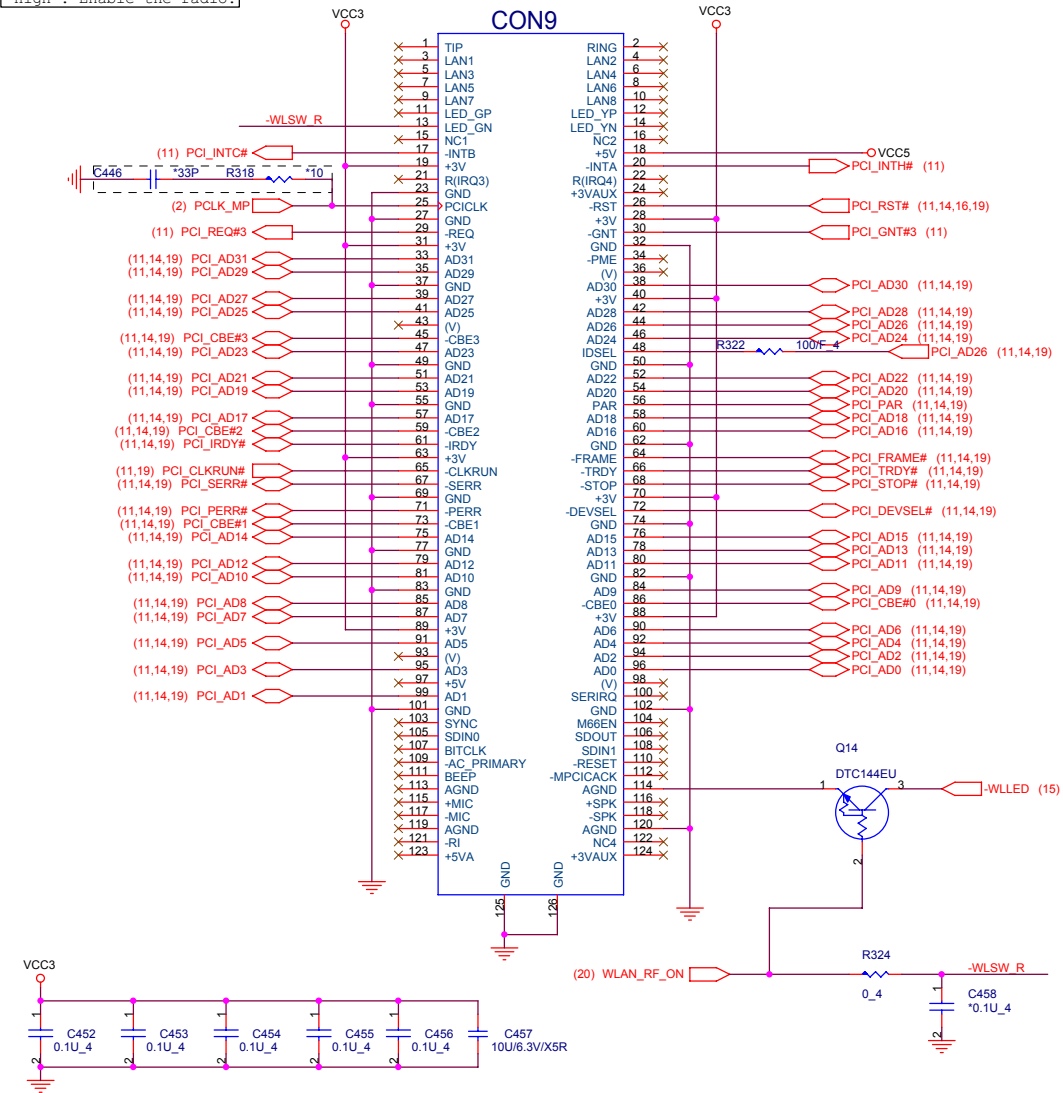 "high": Enable the radio.
VCC3
CON9
VCC3
1 TIP RING 2
3 LAN1 LAN2 4
5 LAN3 LAN4 6
7 LAN5 LAN6 8
9 LAN7 LAN8 10
11 LED_GP LED_YP 12
-WLSW_R 13 LED_GN LED_YN 14
15 NC1 NC2 16
(11) PCI_INTC# 17 -INTB +5V 18 VCC5
19 +3V -INTA 20 PCI_INTH# (11)
C446 *33P R318 *10 21 R(IRQ3) R(IRQ4) 22
23 GND +3VAUX 24
(2) PCLK_MP 25 PCICLK -RST 26 PCI_RST# (11,14,16,19)
27 GND +3V 28
(11) PCI_REQ#3 29 -REQ -GNT 30 PCI_GNT#3 (11)
31 +3V GND 32
(11,14,19) PCI_AD31 33 AD31 -PME 34
(11,14,19) PCI_AD29 35 AD29 (V) 36
37 GND AD30 38 PCI_AD30 (11,14,19)
(11,14,19) PCI_AD27 39 AD27 +3V 40
(11,14,19) PCI_AD25 41 AD25 AD28 42 PCI_AD28 (11,14,19)
43 (V) AD26 44 PCI_AD26 (11,14,19)
(11,14,19) PCI_CBE#3 45 -CBE3 AD24 46 PCI_AD24 (11,14,19)
(11,14,19) PCI_AD23 47 AD23 IDSEL 48 R322 100/F_4 PCI_AD26 (11,14,19)
49 GND GND 50
(11,14,19) PCI_AD21 51 AD21 AD22 52 PCI_AD22 (11,14,19)
(11,14,19) PCI_AD19 53 AD19 AD20 54 PCI_AD20 (11,14,19)
55 GND PAR 56 PCI_PAR (11,14,19)
(11,14,19) PCI_AD17 57 AD17 AD18 58 PCI_AD18 (11,14,19)
(11,14,19) PCI_CBE#2 59 -CBE2 AD16 60 PCI_AD16 (11,14,19)
(11,14,19) PCI_IRDY# 61 -IRDY GND 62
63 +3V -FRAME 64 PCI_FRAME# (11,14,19)
(11,19) PCI_CLKRUN# 65 -CLKRUN -TRDY 66 PCI_TRDY# (11,14,19)
(11,14,19) PCI_SERR# 67 -SERR -STOP 68 PCI_STOP# (11,14,19)
69 GND +3V 70
(11,14,19) PCI_PERR# 71 -PERR -DEVSEL 72 PCI_DEVSEL# (11,14,19)
(11,14,19) PCI_CBE#1 73 -CBE1 GND 74
(11,14,19) PCI_AD14 75 AD14 AD15 76 PCI_AD15 (11,14,19)
77 GND AD13 78 PCI_AD13 (11,14,19)
(11,14,19) PCI_AD12 79 AD12 AD11 80 PCI_AD11 (11,14,19)
(11,14,19) PCI_AD10 81 AD10 GND 82
83 GND AD9 84 PCI_AD9 (11,14,19)
(11,14,19) PCI_AD8 85 AD8 -CBE0 86 PCI_CBE#0 (11,14,19)
(11,14,19) PCI_AD7 87 AD7 +3V 88
89 +3V AD6 90 PCI_AD6 (11,14,19)
(11,14,19) PCI_AD5 91 AD5 AD4 92 PCI_AD4 (11,14,19)
93 (V) AD2 94 PCI_AD2 (11,14,19)
(11,14,19) PCI_AD3 95 AD3 AD0 96 PCI_AD0 (11,14,19)
97 +5V (V) 98
(11,14,19) PCI_AD1 99 AD1 SERIRQ 100
101 GND GND 102
103 SYNC M66EN 104
105 SDIN0 SDOUT 106
107 BITCLK SDIN1 108
109 -AC_PRIMARY -RESET 110
111 BEEP -MPCICACK 112
113 AGND AGND 114
115 +MIC +SPK 116
117 -MIC -SPK 118
119 AGND AGND 120
121 -RI NC4 122
123 +5VA +3VAUX 124
GND GND
125 126
Q14
DTC144EU
1 3 -WLLED (15)
2
(20) WLAN_RF_ON R324 -WLSW_R
0_4
1 C458
*0.1U_4
2
VCC3
1 1 1 1 1
C452 C453 C454 C455 C456 C457
0.1U_4 0.1U_4 0.1U_4 0.1U_4 0.1U_4 10U/6.3V/X5R
2 2 2 2 2